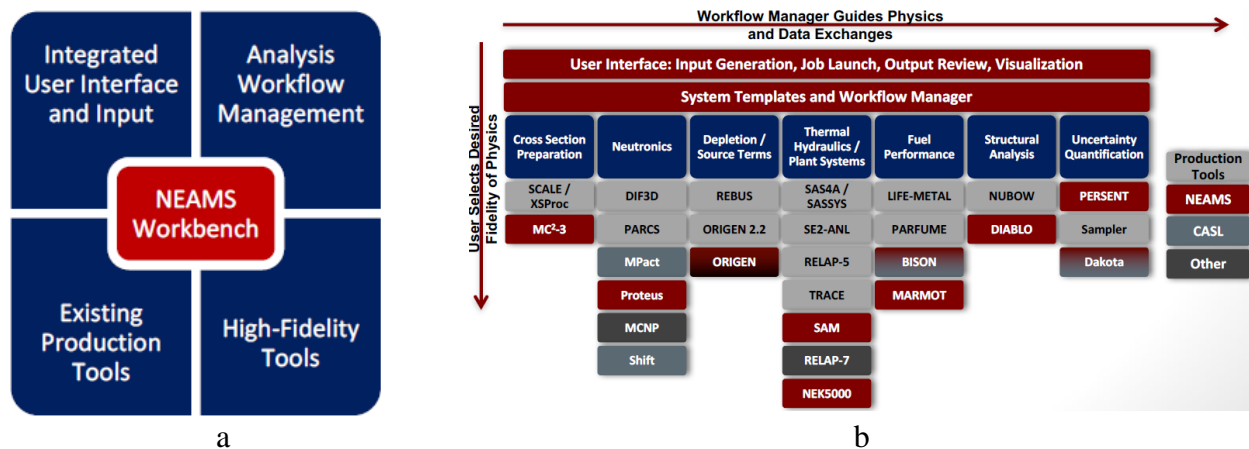 Integrated
User Interface
and Input
Analysis
Workflow
Management
NEAMS
Workbench
Existing
Production
Tools
High-Fidelity
Tools
a
Workflow Manager Guides Physics
and Data Exchanges
User Selects Desired
Fidelity of Physics
User Interface: Input Generation, Job Launch, Output Review, Visualization
System Templates and Workflow Manager
Cross Section
Preparation
Neutronics
Depletion /
Source Terms
Thermal
Hydraulics /
Plant Systems
Fuel
Performance
Structural
Analysis
Uncertainty
Quantification
SCALE /
XSProc
DIF3D
REBUS
SAS4A /
SASSYS
LIFE-METAL
NUBOW
PERSENT
MC²-3
PARCS
ORIGEN 2.2
SE2-ANL
PARFUME
DIABLO
Sampler
MPact
ORIGEN
RELAP-5
BISON
Dakota
Proteus
TRACE
MARMOT
MCNP
SAM
Shift
RELAP-7
NEK5000
Production
Tools
NEAMS
CASL
Other
b